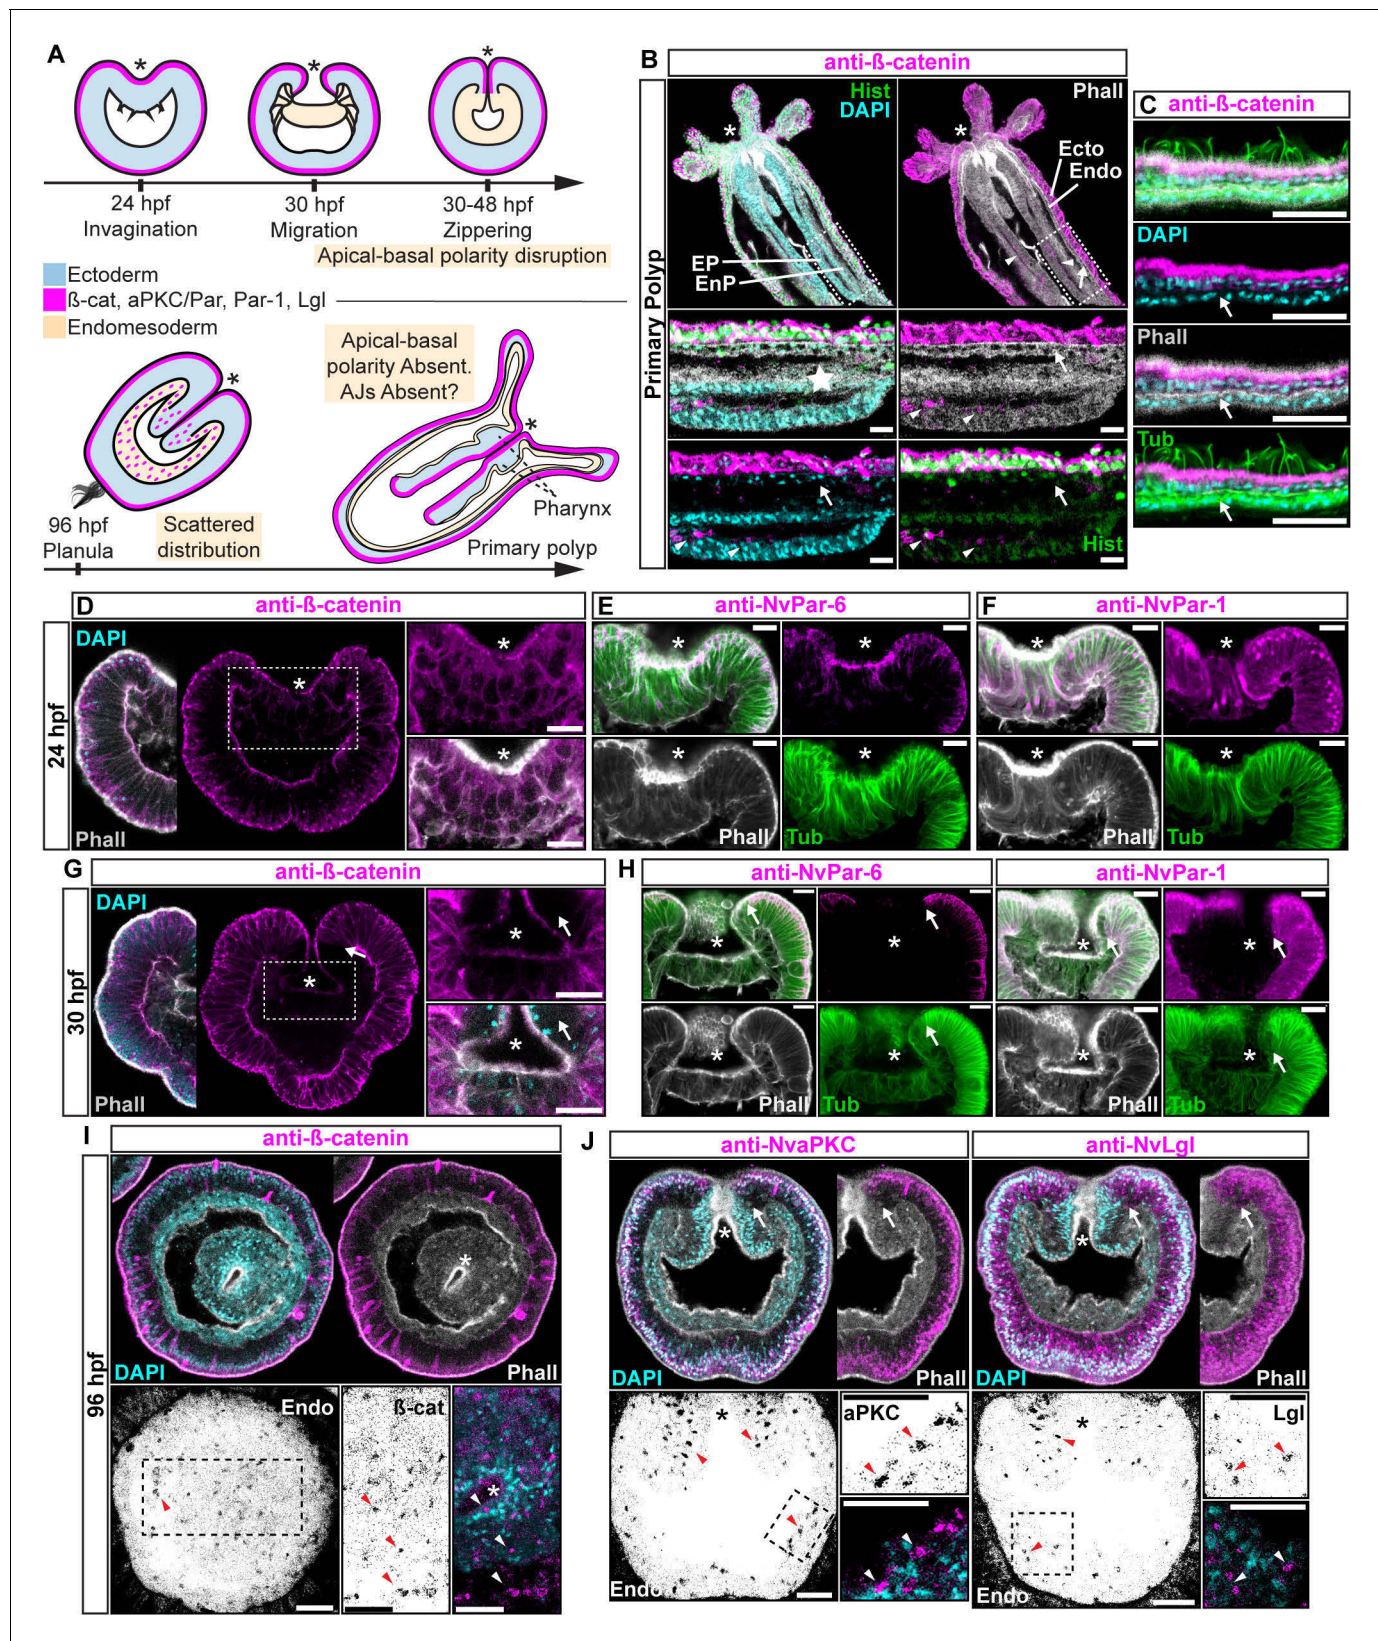 A
*
*
*
24 hpf
Invagination
30 hpf
Migration
30-48 hpf
Zippering
Apical-basal polarity disruption
Ectoderm
ß-cat, aPKC/Par, Par-1, Lgl
Endomesoderm
*
Apical-basal
polarity Absent.
AJs Absent?
*
Pharynx
96 hpf
Planula
Scattered
distribution
Primary polyp
B
anti-ß-catenin
Primary Polyp
Hist
DAPI
*
EP
EnP
Phall
*
Ecto
Endo
Hist
C
anti-ß-catenin
DAPI
Phall
Tub
24 hpf
D
anti-ß-catenin
DAPI
Phall
*
*
*
E
anti-NvPar-6
*
*
*
Phall
*
Tub
F
anti-NvPar-1
*
*
*
Phall
*
Tub
30 hpf
G
anti-ß-catenin
DAPI
Phall
*
*
*
H
anti-NvPar-6
*
*
*
Phall
*
Tub
anti-NvPar-1
*
*
*
Phall
*
Tub
96 hpf
I
anti-ß-catenin
DAPI
*
*
Phall
Endo
ß-cat
*
J
anti-NvaPKC
*
DAPI
Phall
*
Endo
aPKC
anti-NvLgl
*
DAPI
Phall
*
Endo
Lgl